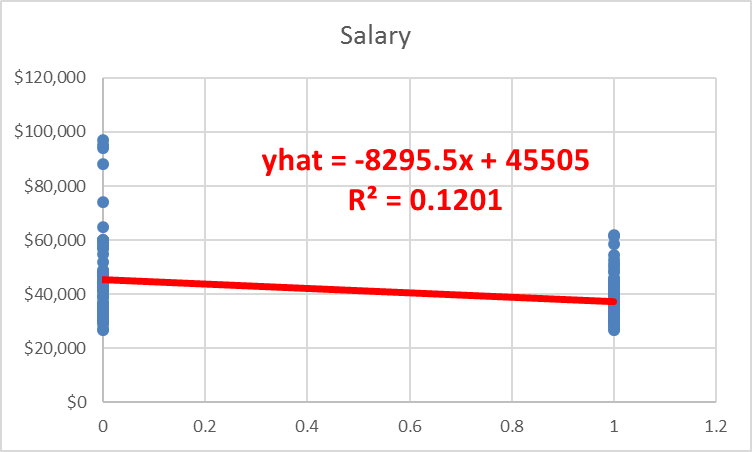 Salary
$120,000
$100,000
$80,000
$60,000
$40,000
$20,000
$0
yhat = -8295.5x + 45505
R² = 0.1201
0 0.2 0.4 0.6 0.8 1 1.2